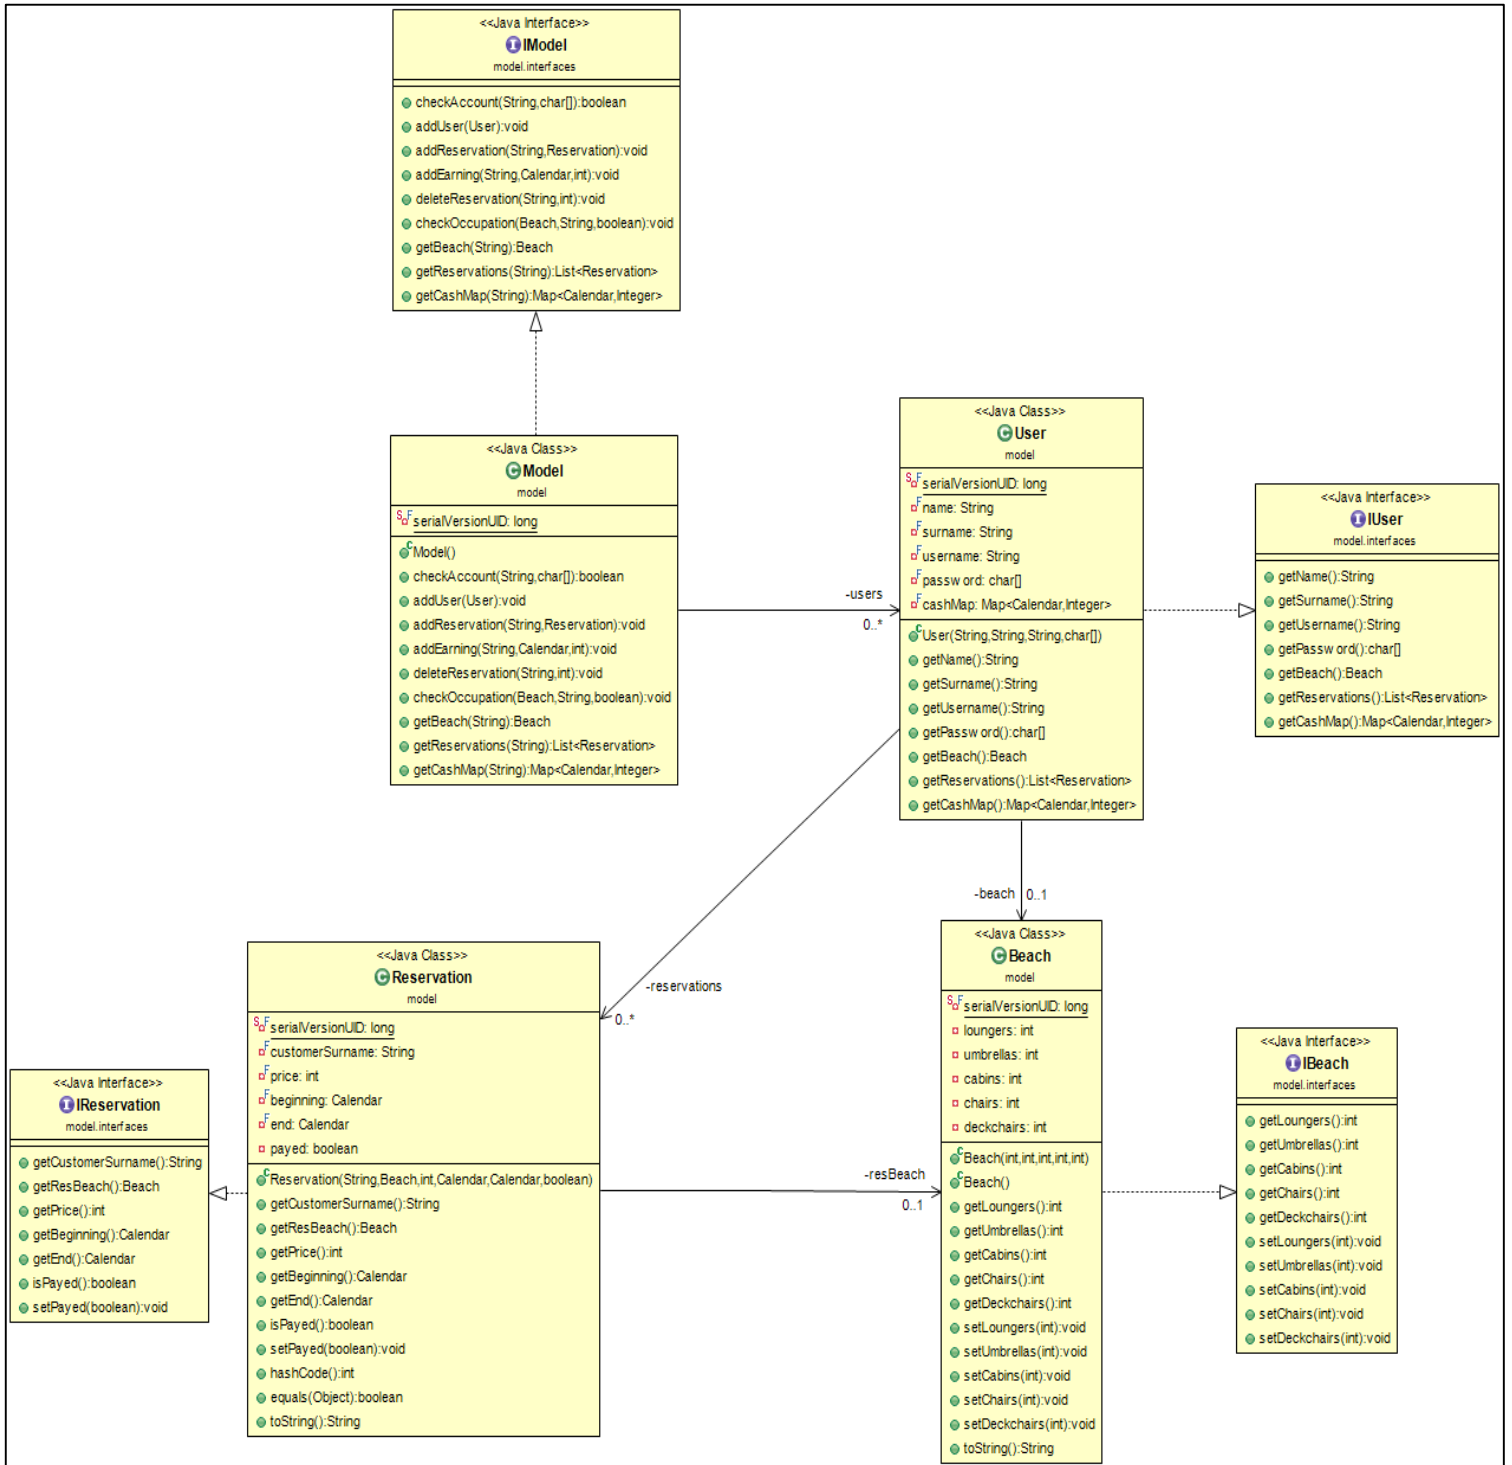 <<Java Interface>>
IModel
model.interfaces
checkAccount(String,char[]):boolean
addUser(User):void
addReservation(String,Reservation):void
addEarning(String,Calendar,int):void
deleteReservation(String,int):void
checkOccupation(Beach,String,boolean):void
getBeach(String):Beach
getReservations(String):List<Reservation>
getCashMap(String):Map<Calendar,Integer>
<<Java Class>>
Model
model
serialVersionUID: long
Model()
checkAccount(String,char[]):boolean
addUser(User):void
addReservation(String,Reservation):void
addEarning(String,Calendar,int):void
deleteReservation(String,int):void
checkOccupation(Beach,String,boolean):void
getBeach(String):Beach
getReservations(String):List<Reservation>
getCashMap(String):Map<Calendar,Integer>
-users
0..*
<<Java Class>>
User
model
serialVersionUID: long
name: String
surname: String
username: String
password: char[]
cashMap: Map<Calendar,Integer>
User(String,String,String,char[])
getName():String
getSurname():String
getUsername():String
getPassword():char[]
getBeach():Beach
getReservations():List<Reservation>
getCashMap():Map<Calendar,Integer>
<<Java Interface>>
IUser
model.interfaces
getName():String
getSurname():String
getUsername():String
getPassword():char[]
getBeach():Beach
getReservations():List<Reservation>
getCashMap():Map<Calendar,Integer>
-beach 0..1
-reservations
0..*
<<Java Interface>>
IReservation
model.interfaces
getCustomerSurname():String
getResBeach():Beach
getPrice():int
getBeginning():Calendar
getEnd():Calendar
isPayed():boolean
setPayed(boolean):void
<<Java Class>>
Reservation
model
serialVersionUID: long
customerSurname: String
price: int
beginning: Calendar
end: Calendar
payed: boolean
Reservation(String,Beach,int,Calendar,Calendar,boolean)
getCustomerSurname():String
getResBeach():Beach
getPrice():int
getBeginning():Calendar
getEnd():Calendar
isPayed():boolean
setPayed(boolean):void
hashCode():int
equals(Object):boolean
toString():String
-resBeach
0..1
<<Java Class>>
Beach
model
serialVersionUID: long
loungers: int
umbrellas: int
cabins: int
chairs: int
deckchairs: int
Beach(int,int,int,int,int)
Beach()
getLoungers():int
getUmbrellas():int
getCabins():int
getChairs():int
getDeckchairs():int
setLoungers(int):void
setUmbrellas(int):void
setCabins(int):void
setChairs(int):void
setDeckchairs(int):void
toString():String
<<Java Interface>>
IBeach
model.interfaces
getLoungers():int
getUmbrellas():int
getCabins():int
getChairs():int
getDeckchairs():int
setLoungers(int):void
setUmbrellas(int):void
setCabins(int):void
setChairs(int):void
setDeckchairs(int):void